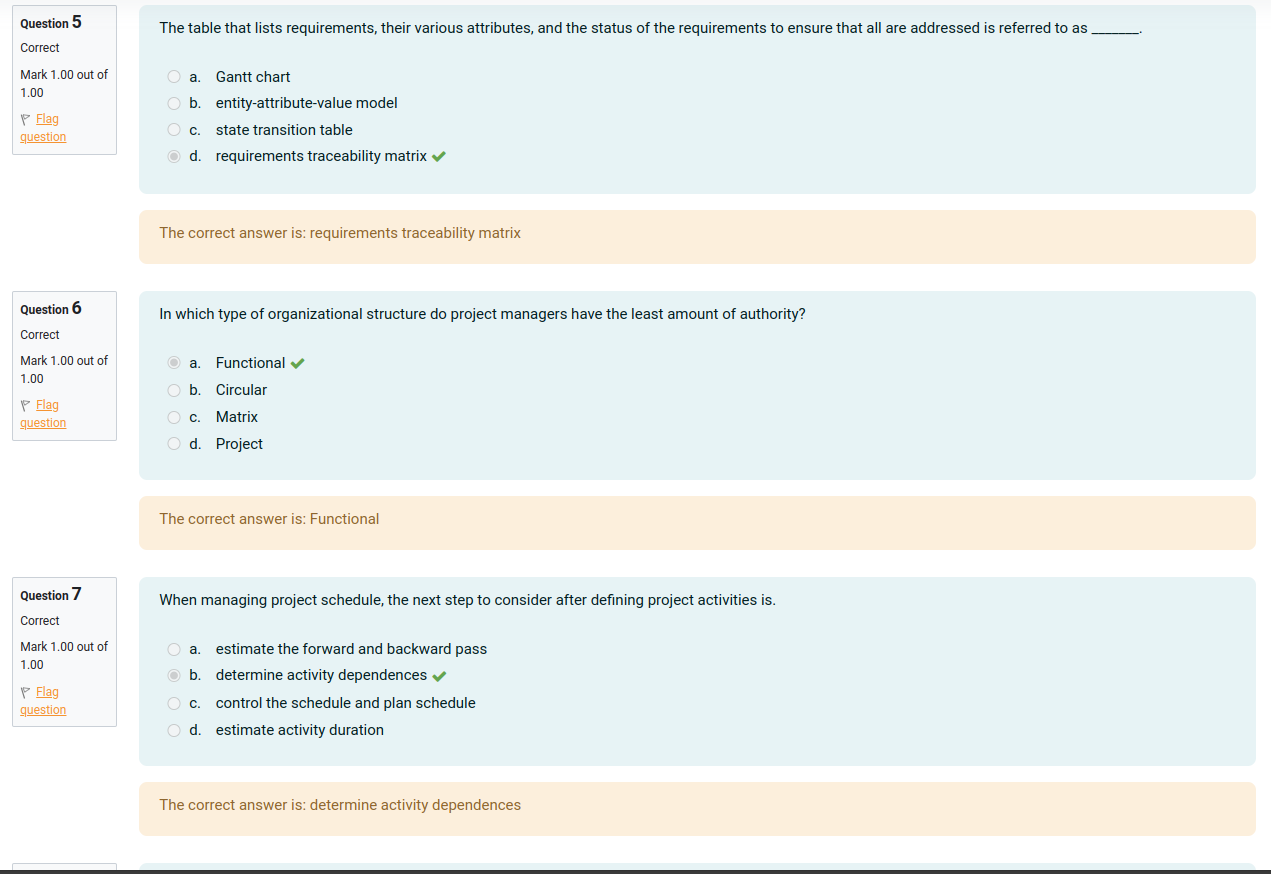 Question 5
Correct
Mark 1.00 out of
1.00
Flag
question
The table that lists requirements, their various attributes, and the status of the requirements to ensure that all are addressed is referred to as _______.
a. Gantt chart
b. entity-attribute-value model
c. state transition table
d. requirements traceability matrix
The correct answer is: requirements traceability matrix
Question 6
Correct
Mark 1.00 out of
1.00
Flag
question
In which type of organizational structure do project managers have the least amount of authority?
a. Functional
b. Circular
c. Matrix
d. Project
The correct answer is: Functional
Question 7
Correct
Mark 1.00 out of
1.00
Flag
question
When managing project schedule, the next step to consider after defining project activities is.
a. estimate the forward and backward pass
b. determine activity dependences
c. control the schedule and plan schedule
d. estimate activity duration
The correct answer is: determine activity dependences